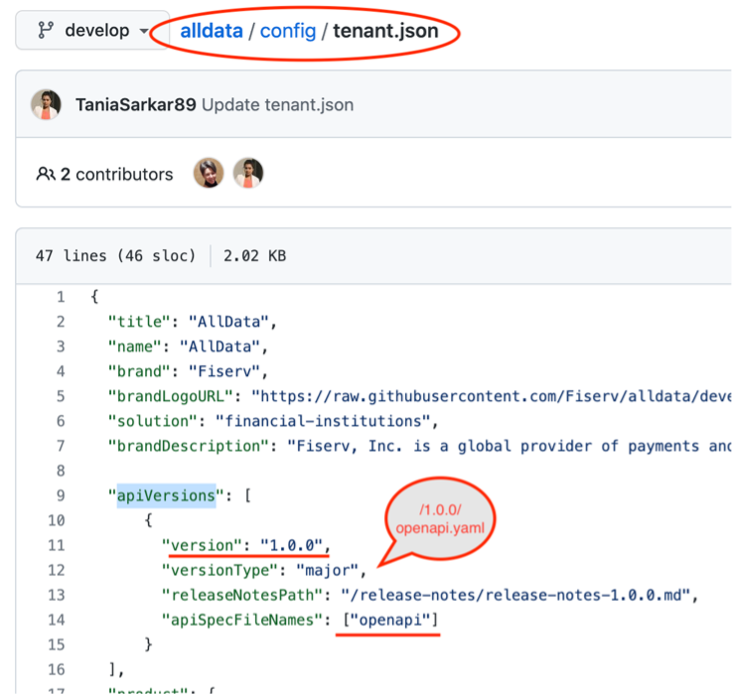 develop alldata / config / tenant.json
TaniaSarkar89 Update tenant.json
2 contributors
47 lines (46 sloc) 2.02 KB
1 {
2 "title": "AllData",
3 "name": "AllData",
4 "brand": "Fiserv",
5 "brandLogoURL": "https://raw.githubusercontent.com/Fiserv/alldata/deve
6 "solution": "financial-institutions",
7 "brandDescription": "Fiserv, Inc. is a global provider of payments and
8
9 "apiVersions": [
10 {
/1.0.0/
openapi.yaml
11 "version": "1.0.0",
12 "versionType": "major",
13 "releaseNotesPath": "/release-notes/release-notes-1.0.0.md",
14 "apiSpecFileNames": ["openapi"]
15 }
16 ],
17 "product": {